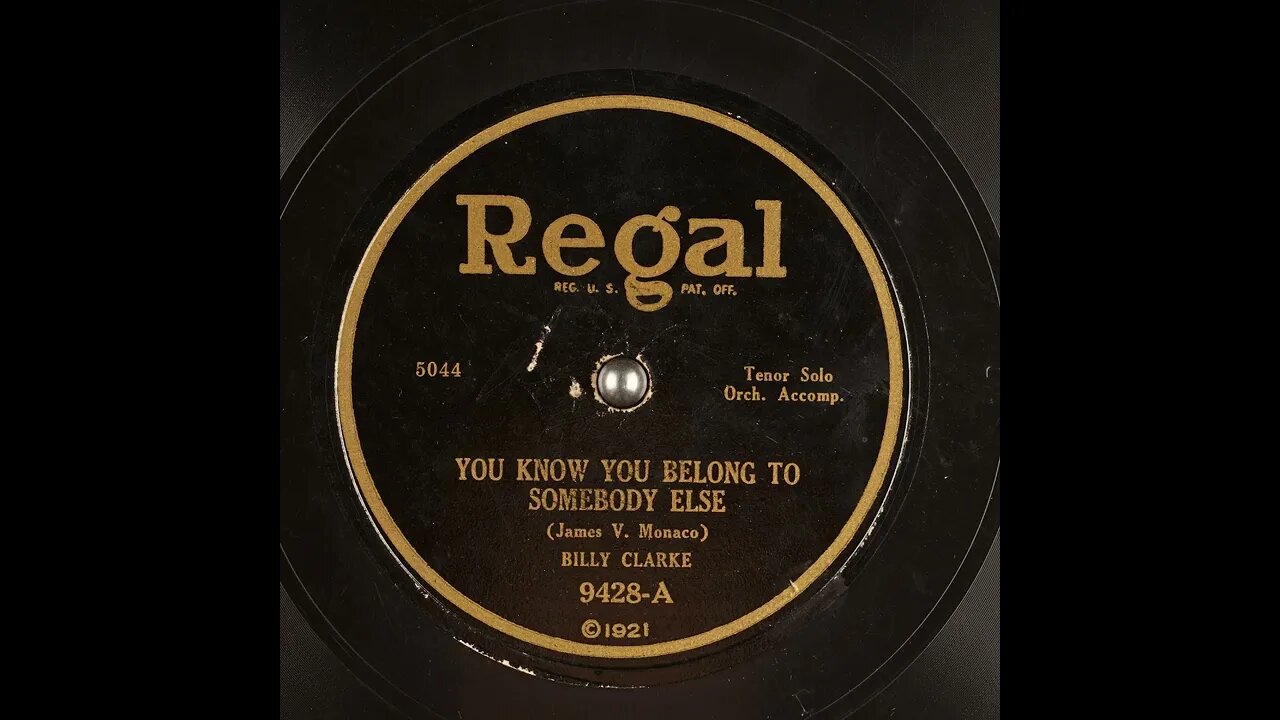 Regal
REG. U. S. PAT. OFF.
5044
Tenor Solo
Orch. Accomp.
YOU KNOW YOU BELONG TO
SOMEBODY ELSE
(James V. Monaco)
BILLY CLARKE
9428-A
©1921